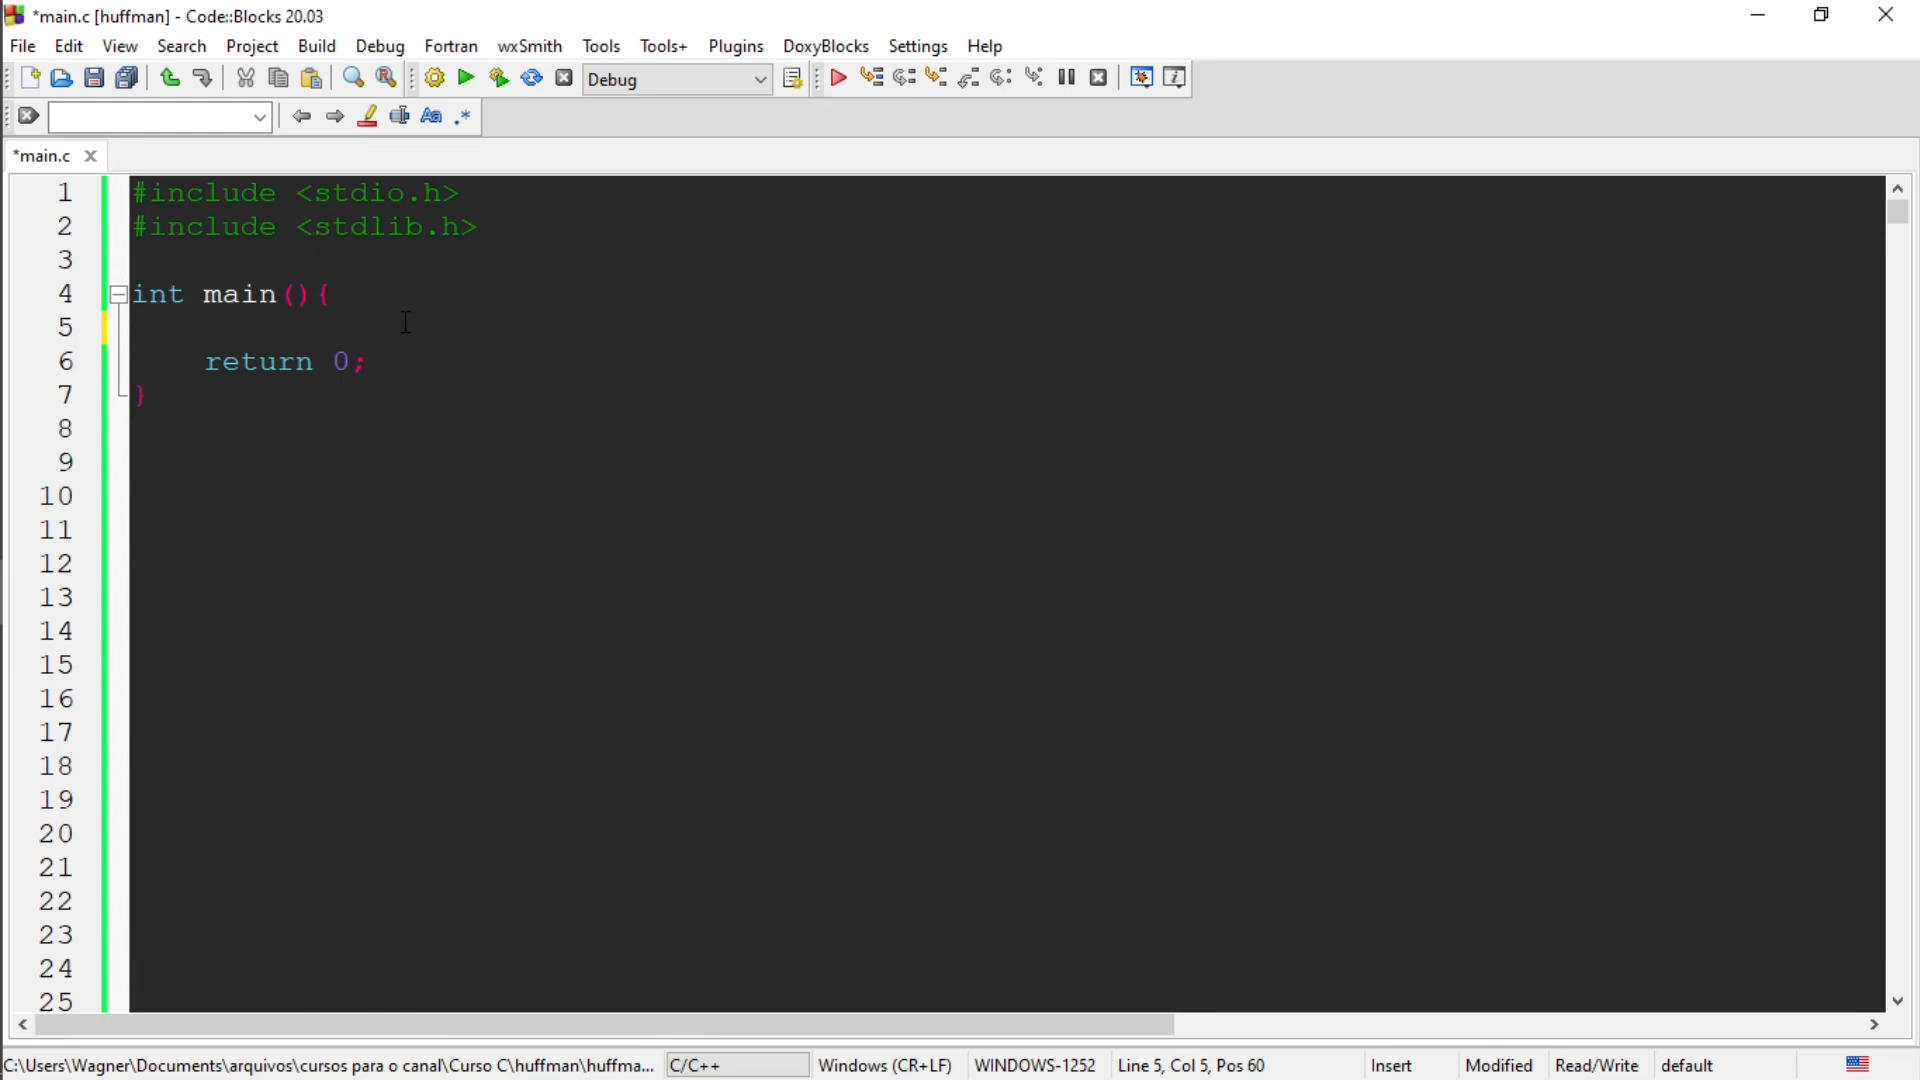 *main.c [huffman] - Code::Blocks 20.03
File Edit View Search Project Build Debug Fortran wxSmith Tools Tools+ Plugins DoxyBlocks Settings Help
Debug
Aa .*
*main.c
1 #include <stdio.h>
2 #include <stdlib.h>
3
4 int main(){
5
6 return 0;
7 }
8
9
10
11
12
13
14
15
16
17
18
19
20
21
22
23
24
25
C:\Users\Wagner\Documents\arquivos\cursos para o canal\Curso C\huffman\huffma... C/C++ Windows (CR+LF) WINDOWS-1252 Line 5, Col 5, Pos 60 Insert Modified Read/Write default